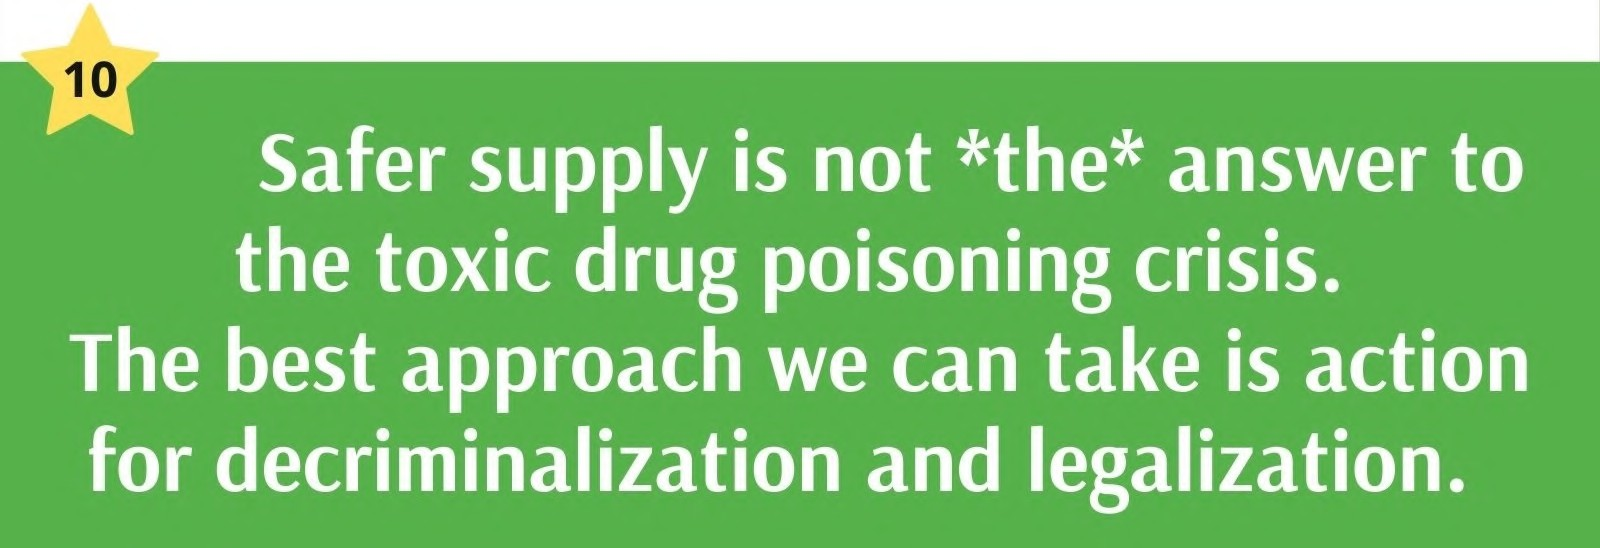 10
Safer supply is not *the* answer to
the toxic drug poisoning crisis.
The best approach we can take is action
for decriminalization and legalization.